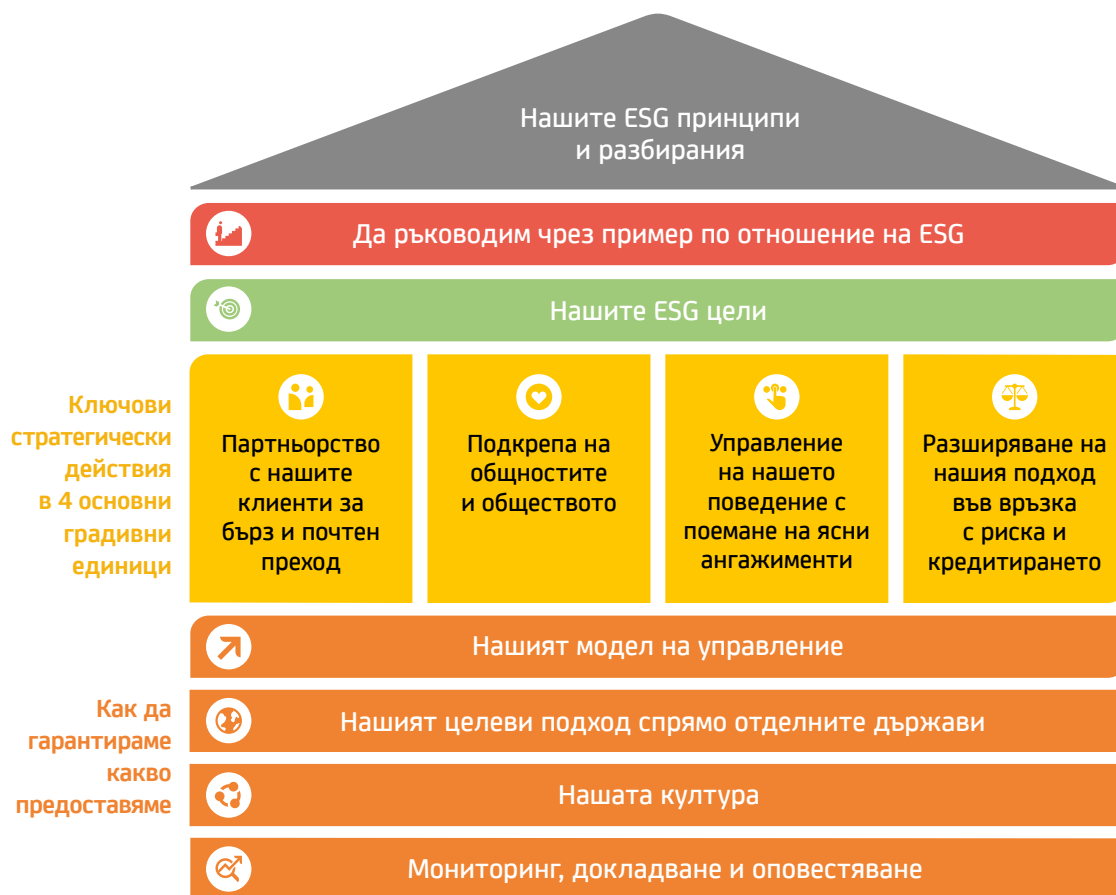 Нашите ESG принципи
и разбирания
Да ръководим чрез пример по отношение на ESG
Нашите ESG цели
Ключови
стратегически
действия
в 4 основни
градивни
единици
Партньорство
с нашите
клиенти за
бърз и почтен
преход
Подкрепа на
общностите
и обществото
Управление
на нашето
поведение с
поемане на ясни
ангажименти
Разширяване на
нашия подход
във връзка
с риска и
кредитирането
Как да
гарантираме
какво
предоставяме
Нашият модел на управление
Нашият целеви подход спрямо отделните държави
Нашата култура
Мониторинг, докладване и оповестяване